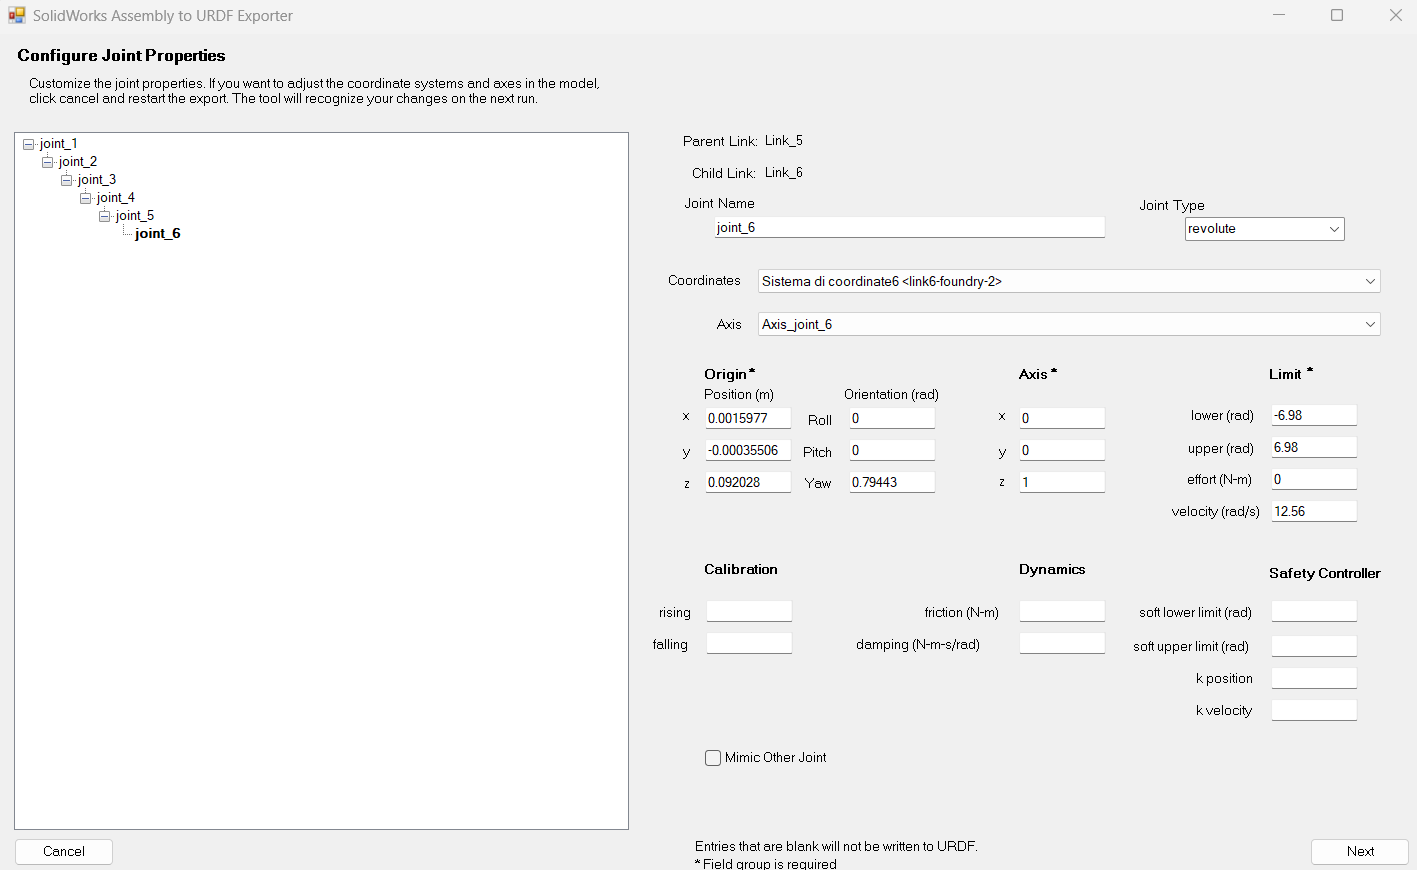 SolidWorks Assembly to URDF Exporter
Configure Joint Properties
Customize the joint properties. If you want to adjust the coordinate systems and axes in the model,
click cancel and restart the export. The tool will recognize your changes on the next run.
joint_1
joint_2
joint_3
joint_4
joint_5
joint_6
Parent Link: Link_5
Child Link: Link_6
Joint Name
joint_6
Joint Type
revolute
Coordinates Sistema di coordinate6 <link6-foundry-2>
Axis Axis_joint_6
Origin*
Position (m) Orientation (rad)
x 0.0015977 Roll 0
y -0.00035506 Pitch 0
z 0.092028 Yaw 0.79443
Axis *
x 0
y 0
z 1
Limit *
lower (rad) -6.98
upper (rad) 6.98
effort (N-m) 0
velocity (rad/s) 12.56
Calibration
rising
falling
Dynamics
friction (N-m)
damping (N-m-s/rad)
Safety Controller
soft lower limit (rad)
soft upper limit (rad)
k position
k velocity
Mimic Other Joint
Cancel
Entries that are blank will not be written to URDF.
* Field group is required
Next